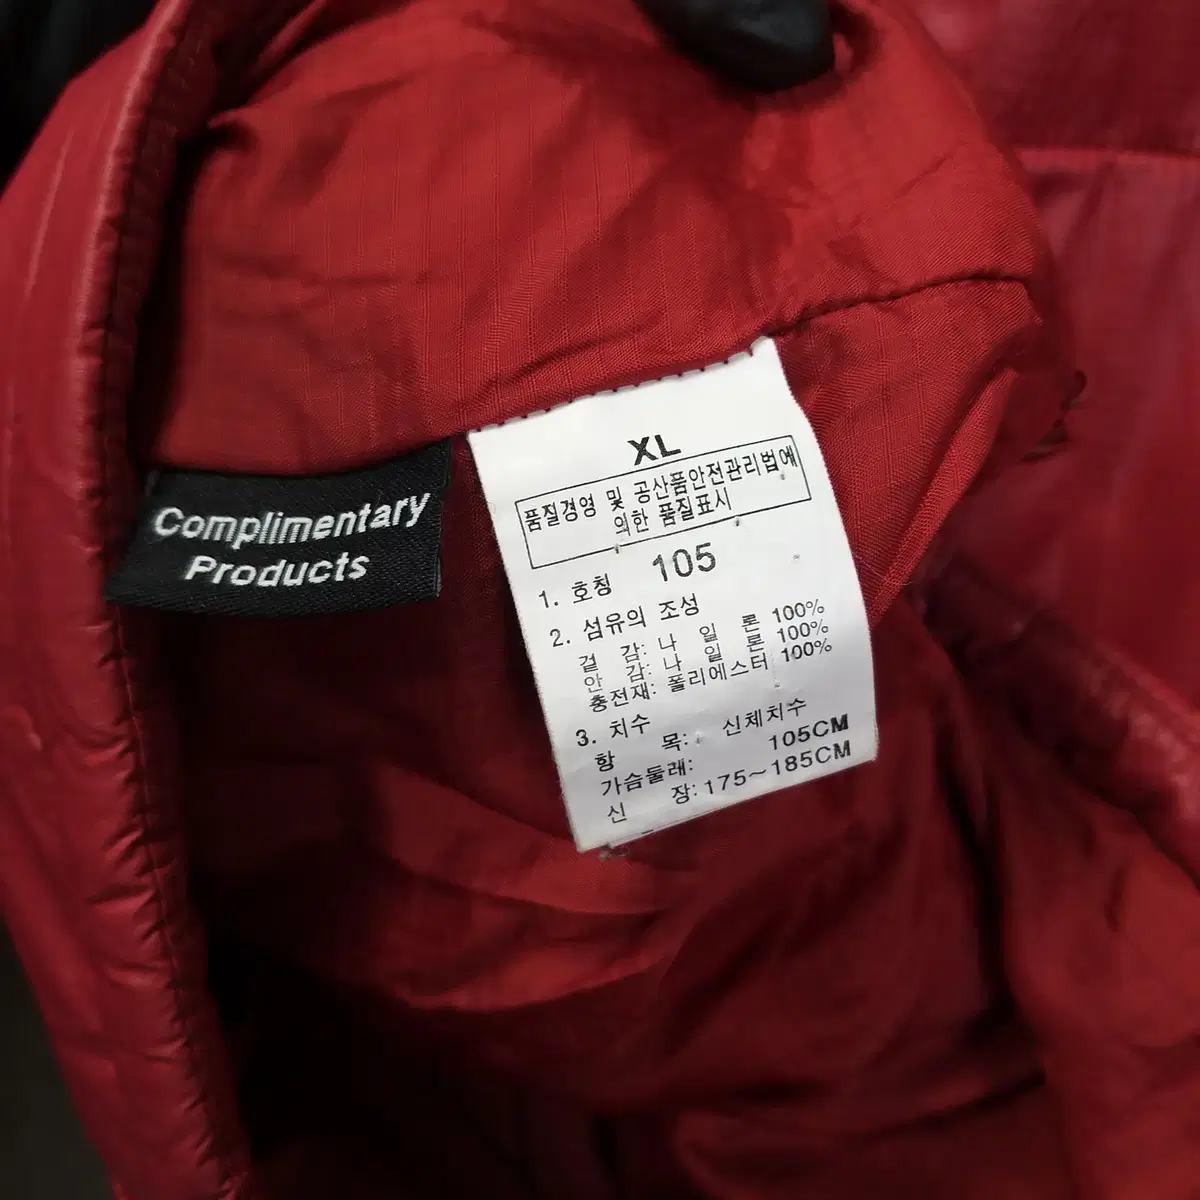 Complimentary
Products
XL
품질경영 및 공산품안전관리법에
의한 품질표시
1. 호칭 105
2. 섬유의 조성
겉 감: 나 일 론 100%
안 감: 나 일 론 100%
충전재: 폴리에스터 100%
3. 치수
항 목: 신체치수
가슴둘레: 105CM
신 장: 175~185CM